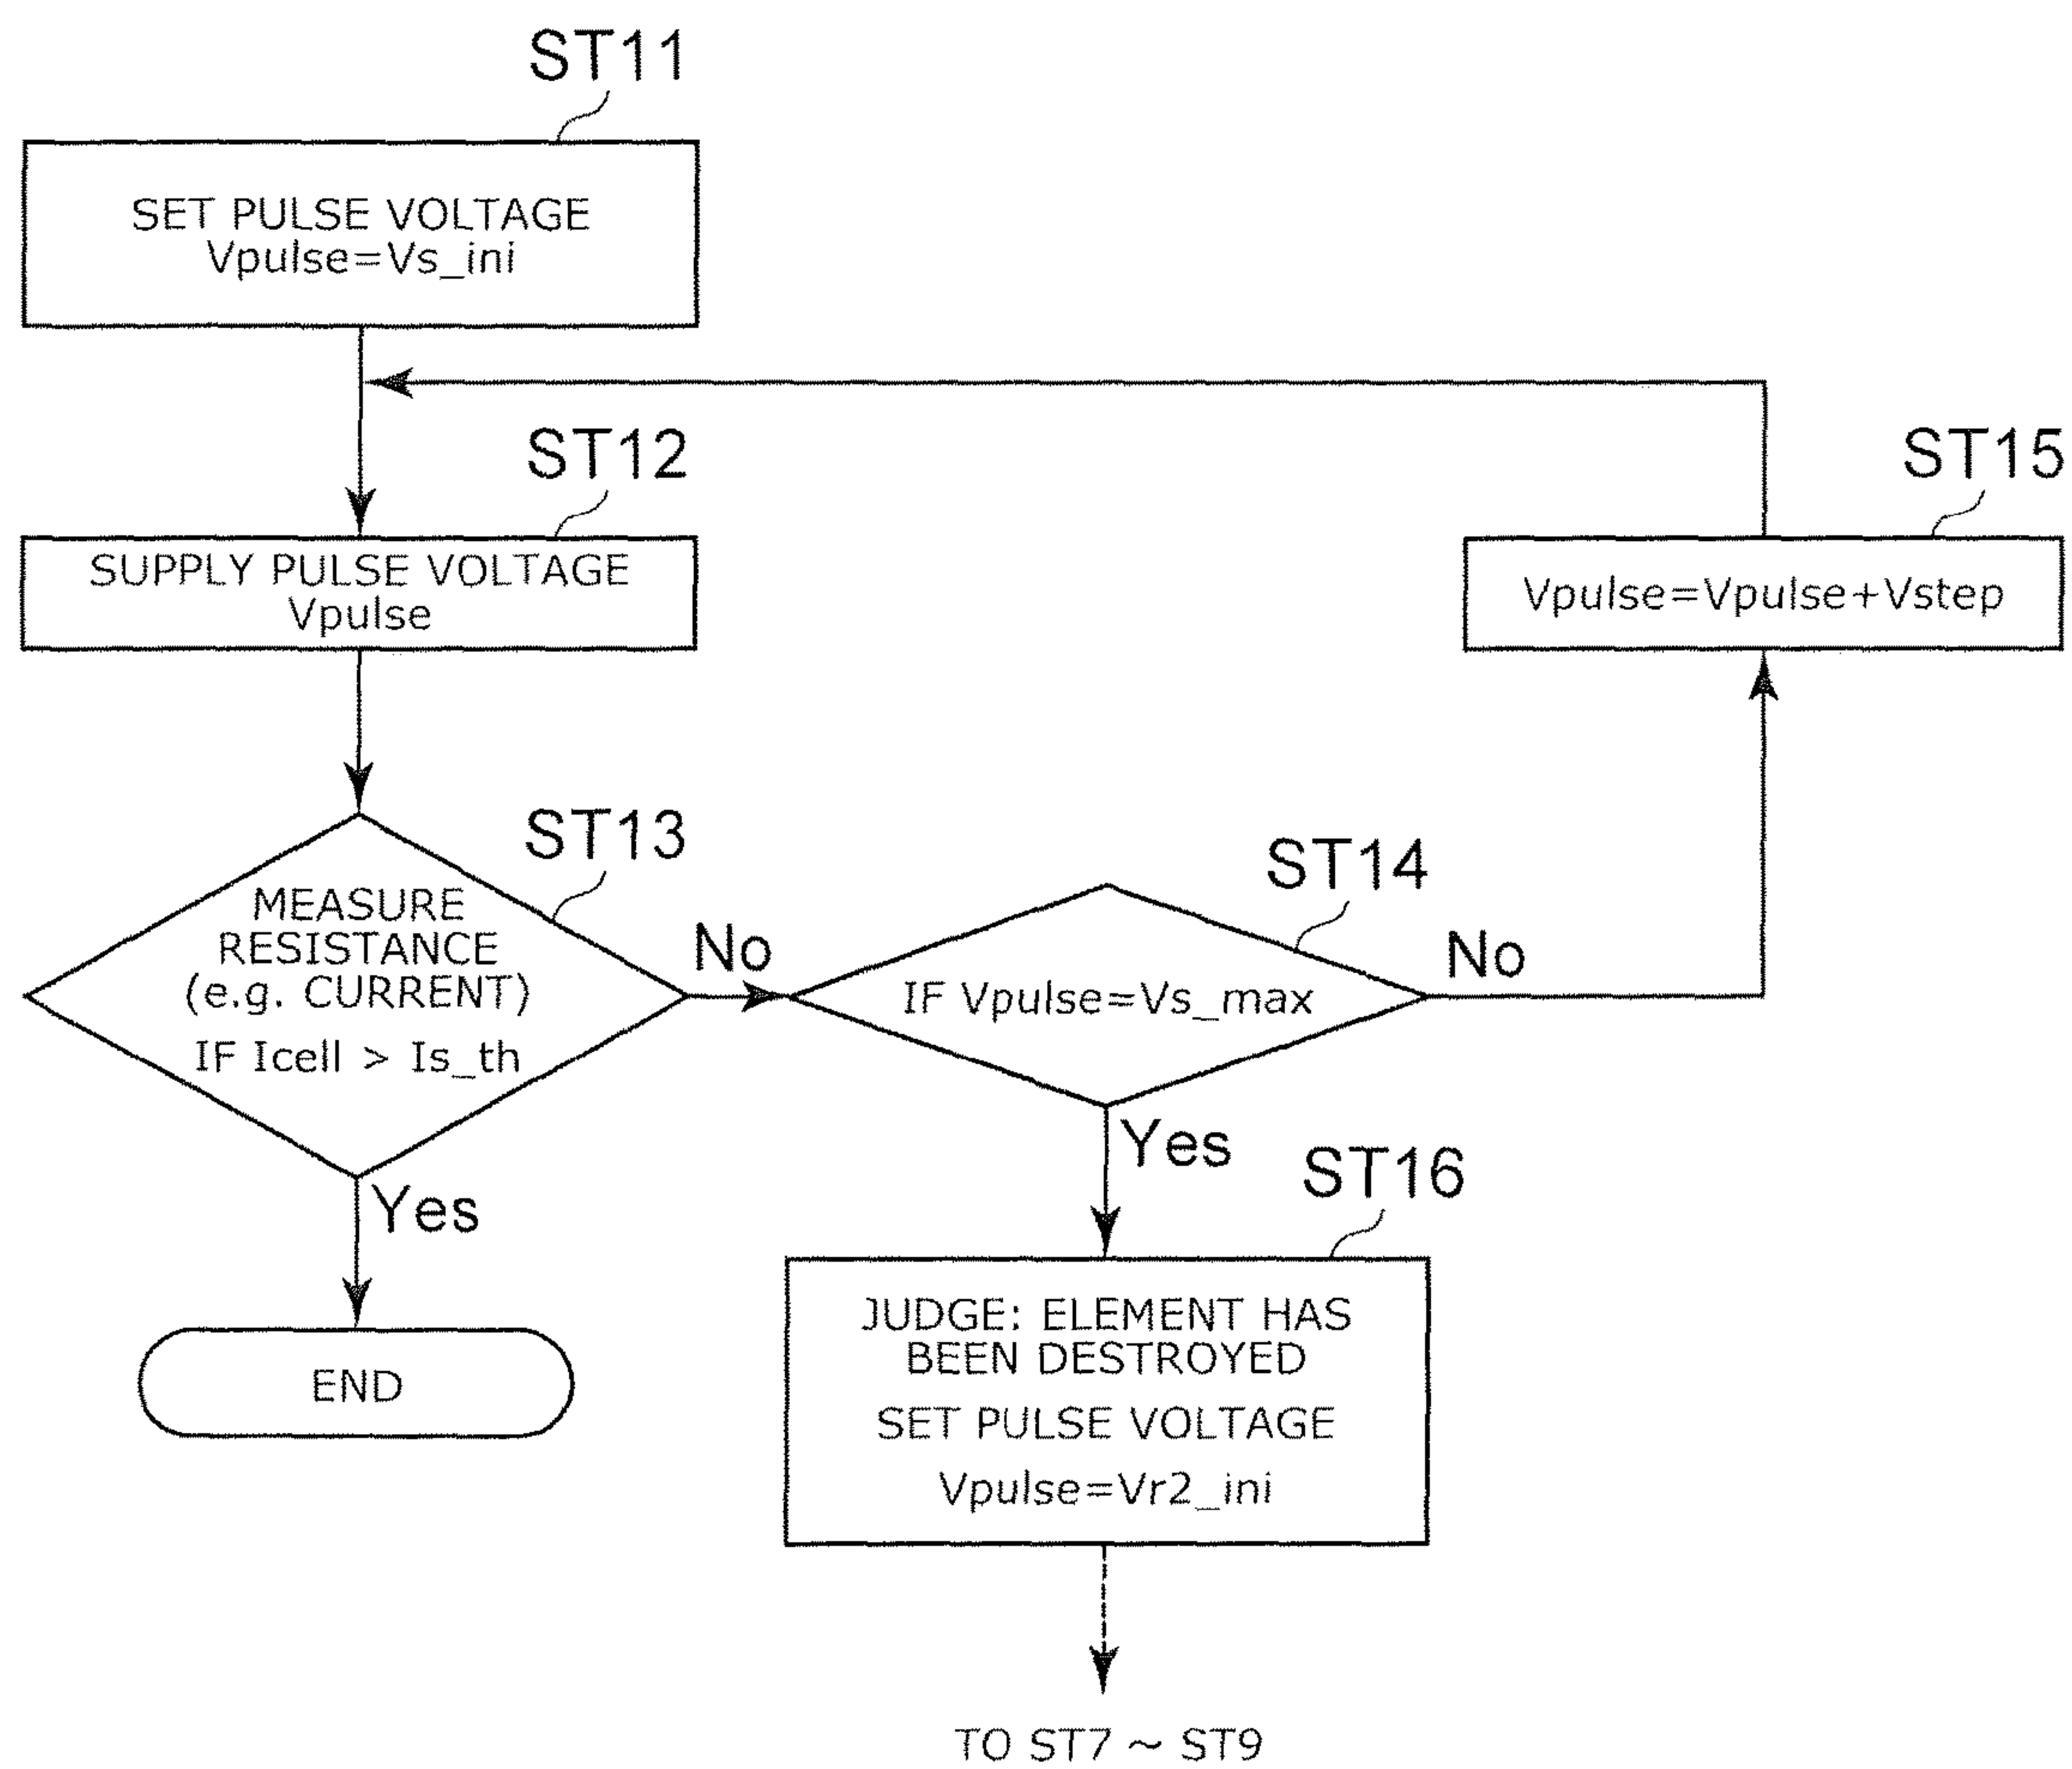 ST11
SET PULSE VOLTAGE
Vpulse=Vs_ini
ST12
SUPPLY PULSE VOLTAGE
Vpulse
ST15
Vpulse=Vpulse+Vstep
ST13
MEASURE
RESISTANCE
(e.g. CURRENT)
IF Icell > Is_th
No
ST14
IF Vpulse=Vs_max
No
Yes
Yes
END
ST16
JUDGE: ELEMENT HAS
BEEN DESTROYED
SET PULSE VOLTAGE
Vpulse=Vr2_ini
TO ST7 ~ ST9